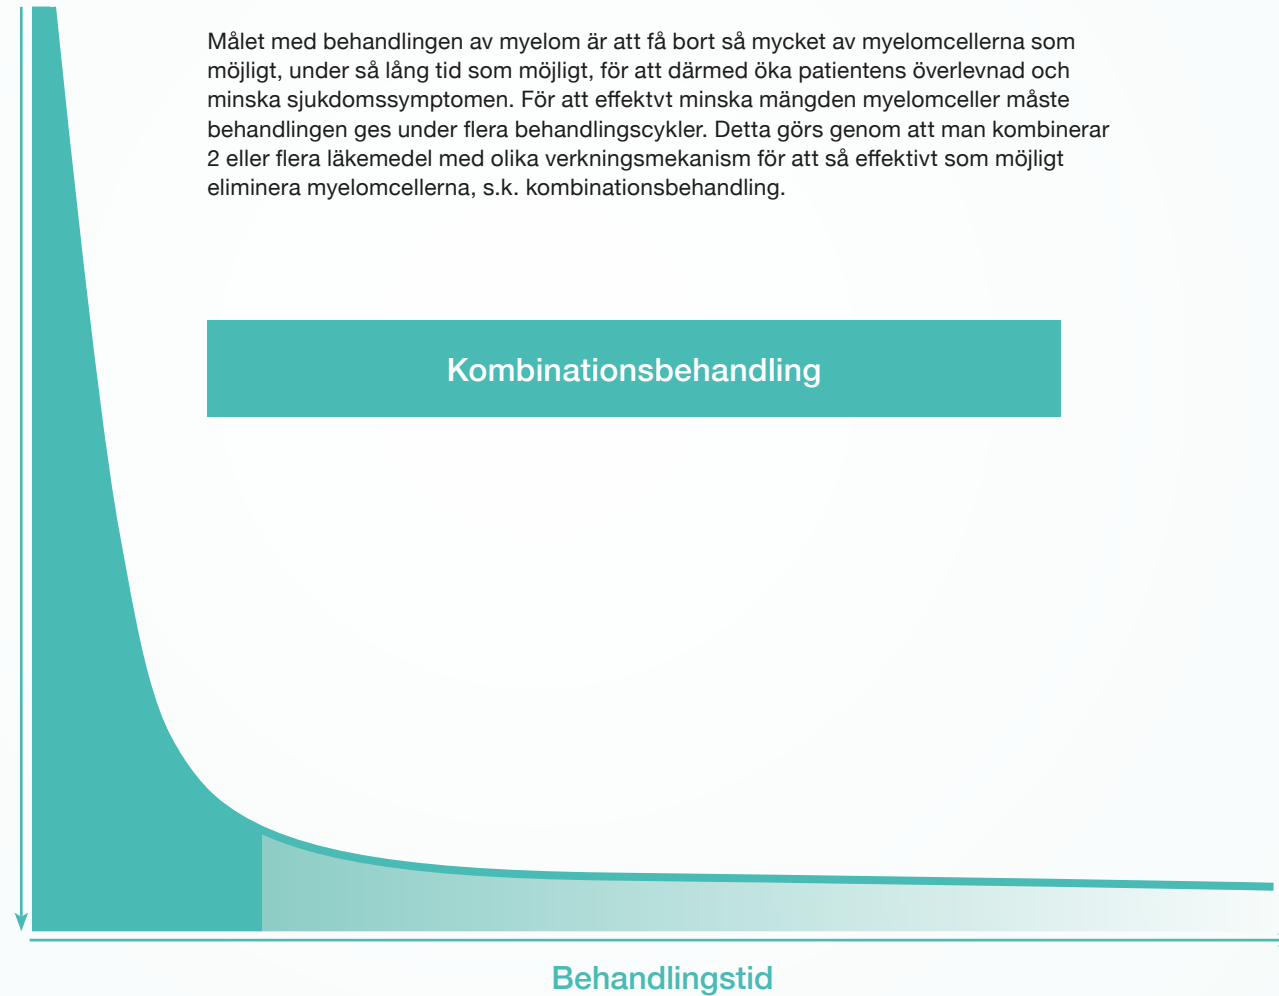 Målet med behandlingen av myelom är att få bort så mycket av myelomcellerna som
möjligt, under så lång tid som möjligt, för att därmed öka patientens överlevnad och
minska sjukdomssymptomen. För att effektvt minska mängden myelomceller måste
behandlingen ges under flera behandlingscykler. Detta görs genom att man kombinerar
2 eller flera läkemedel med olika verkningsmekanism för att så effektivt som möjligt
eliminera myelomcellerna, s.k. kombinationsbehandling.
Kombinationsbehandling
Behandlingstid